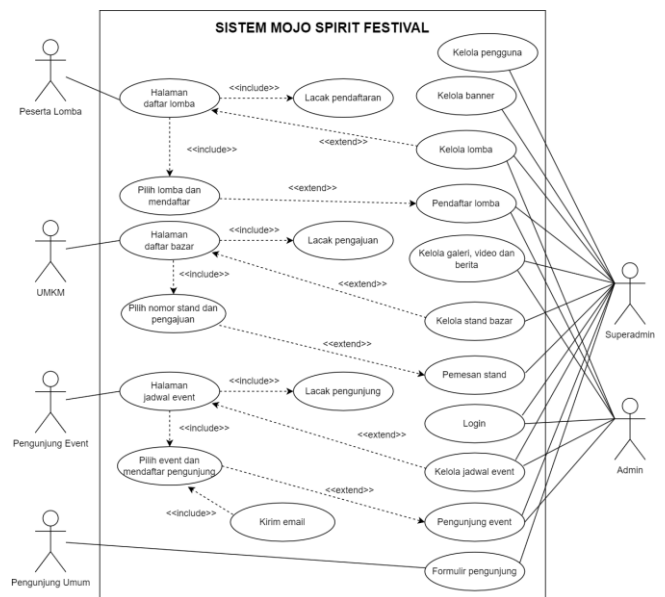 SISTEM MOJO SPIRIT FESTIVAL
Kelola pengguna
Peserta Lomba
Halaman
daftar lomba
<<include>>
Lacak pendaftaran
Kelola banner
<<extend>>
Kelola lomba
<<include>>
Pilih lomba dan
mendaftar
<<extend>>
Pendaftar lomba
UMKM
Halaman
daftar bazar
<<include>>
Lacak pengajuan
Kelola galeri, video dan
berita
<<include>>
<<extend>>
Pilih nomor stand dan
pengajuan
Kelola stand bazar
Superadmin
<<extend>>
Pemesan stand
Pengunjung Event
Halaman
jadwal event
<<include>>
Lacak pengunjung
Login
<<include>>
<<extend>>
Pilih event dan
mendaftar pengunjung
Kelola jadwal event
Admin
<<extend>>
<<include>>
Kirim email
Pengunjung event
Pengunjung Umum
Formulir pengunjung